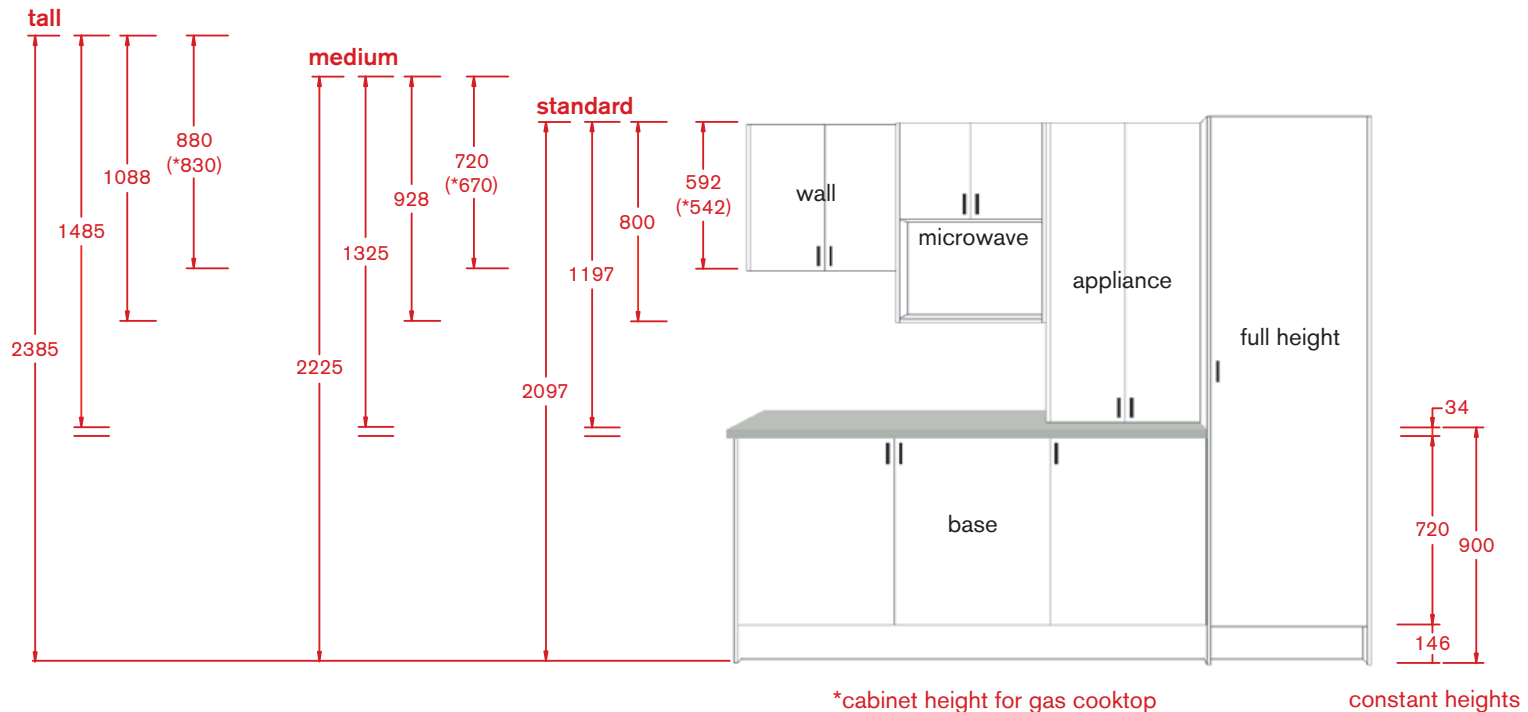 tall
medium
standard
880
(*830)
1088
1485
2385
720
(*670)
928
1325
2225
592
(*542)
800
1197
2097
wall
microwave
appliance
full height
base
34
720
900
146
*cabinet height for gas cooktop
constant heights